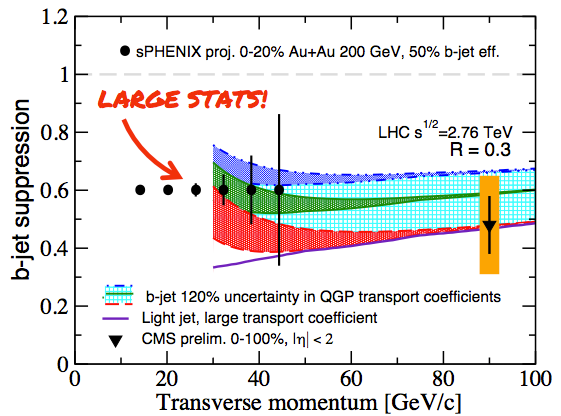 1.2
1
0.8
0.6
0.4
0.2
0
b-jet suppression
sPHENIX proj. 0-20% Au+Au 200 GeV, 50% b-jet eff.
LARGE STATS!
LHC s^1/2=2.76 TeV
R = 0.3
b-jet 120% uncertainty in QGP transport coefficients
Light jet, large transport coefficient
CMS prelim. 0-100%, |η| < 2
0 20 40 60 80 100
Transverse momentum [GeV/c]